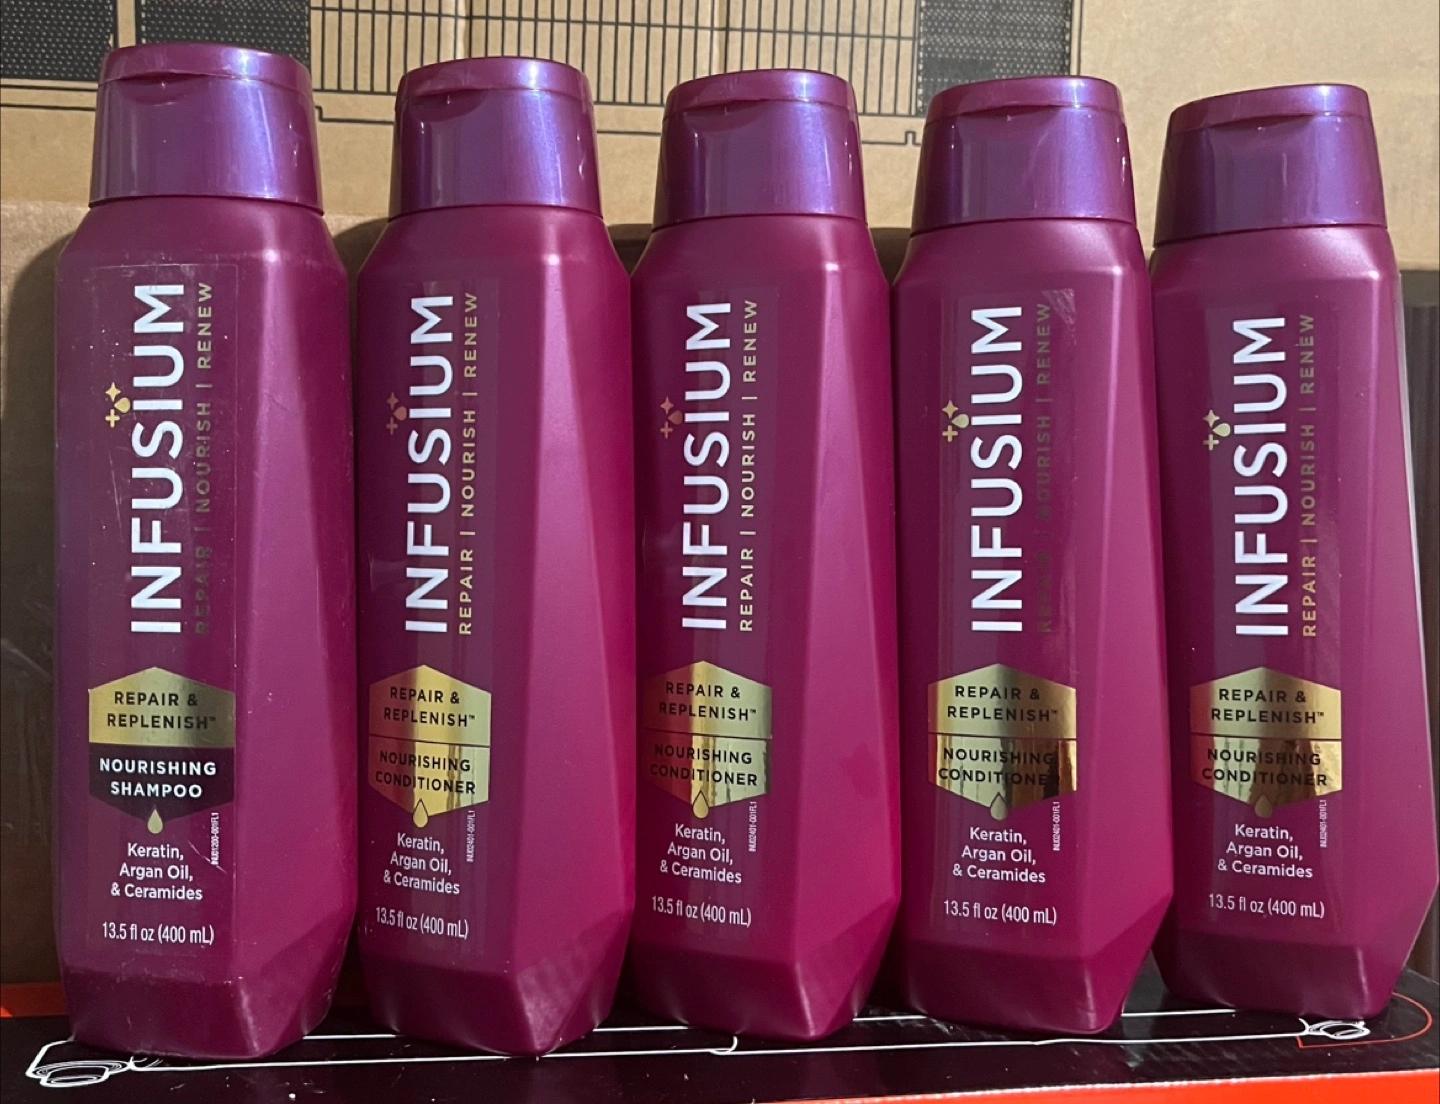 INFUSIUM
REPAIR | NOURISH | RENEW
REPAIR &
REPLENISH™
NOURISHING
SHAMPOO
Keratin,
Argan Oil,
& Ceramides
13.5 fl oz (400 mL)
INFUSIUM
REPAIR | NOURISH | RENEW
REPAIR &
REPLENISH™
NOURISHING
CONDITIONER
Keratin,
Argan Oil,
& Ceramides
13.5 fl oz (400 mL)
INFUSIUM
REPAIR | NOURISH | RENEW
REPAIR &
REPLENISH™
NOURISHING
CONDITIONER
Keratin,
Argan Oil,
& Ceramides
13.5 fl oz (400 mL)
INFUSIUM
REPAIR | NOURISH | RENEW
REPAIR &
REPLENISH™
NOURISHING
CONDITIONER
Keratin,
Argan Oil,
& Ceramides
13.5 fl oz (400 mL)
INFUSIUM
REPAIR | NOURISH | RENEW
REPAIR &
REPLENISH™
NOURISHING
CONDITIONER
Keratin,
Argan Oil,
& Ceramides
13.5 fl oz (400 mL)